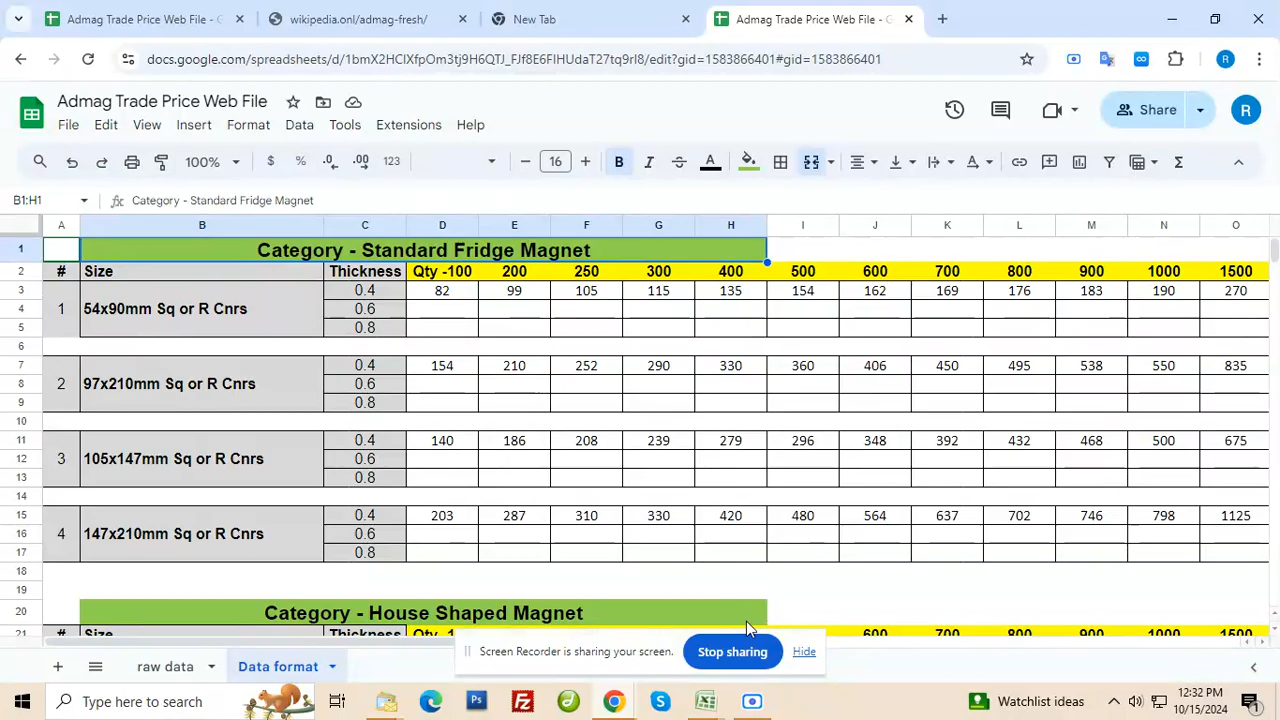 Admag Trade Price Web File - G
wikipedia.onl/admag-fresh/
New Tab
Admag Trade Price Web File - G
docs.google.com/spreadsheets/d/1bmX2HClXfpOm3tj9H6OYT_FJf8E6FIHUdaT27tq9rI8/edit?gid=1583866401#gid=1583866401
R
Admag Trade Price Web File
Share
R
File Edit View Insert Format Data Tools Extensions Help
100% $ % .0 .00 123 16 B I A
B1:H1 fx Category - Standard Fridge Magnet
A B C D E F G H I J K L M N O
1 Category - Standard Fridge Magnet
2 # Size Thickness Qty -100 200 250 300 400 500 600 700 800 900 1000 1500
3 0.4 82 99 105 115 135 154 162 169 176 183 190 270
4 1 54x90mm Sq or R Cnrs 0.6
5 0.8
6
7 0.4 154 210 252 290 330 360 406 450 495 538 550 835
8 2 97x210mm Sq or R Cnrs 0.6
9 0.8
10
11 0.4 140 186 208 239 279 296 348 392 432 468 500 675
12 3 105x147mm Sq or R Cnrs 0.6
13 0.8
14
15 0.4 203 287 310 330 420 480 564 637 702 746 798 1125
16 4 147x210mm Sq or R Cnrs 0.6
17 0.8
18
19
20 Category - House Shaped Magnet
21 # Size Thickness Qty -1 600 700 800 900 1000 1500
Screen Recorder is sharing your screen. Stop sharing Hide
raw data Data format
Type here to search
Ps
Watchlist ideas
12:32 PM
10/15/2024
1